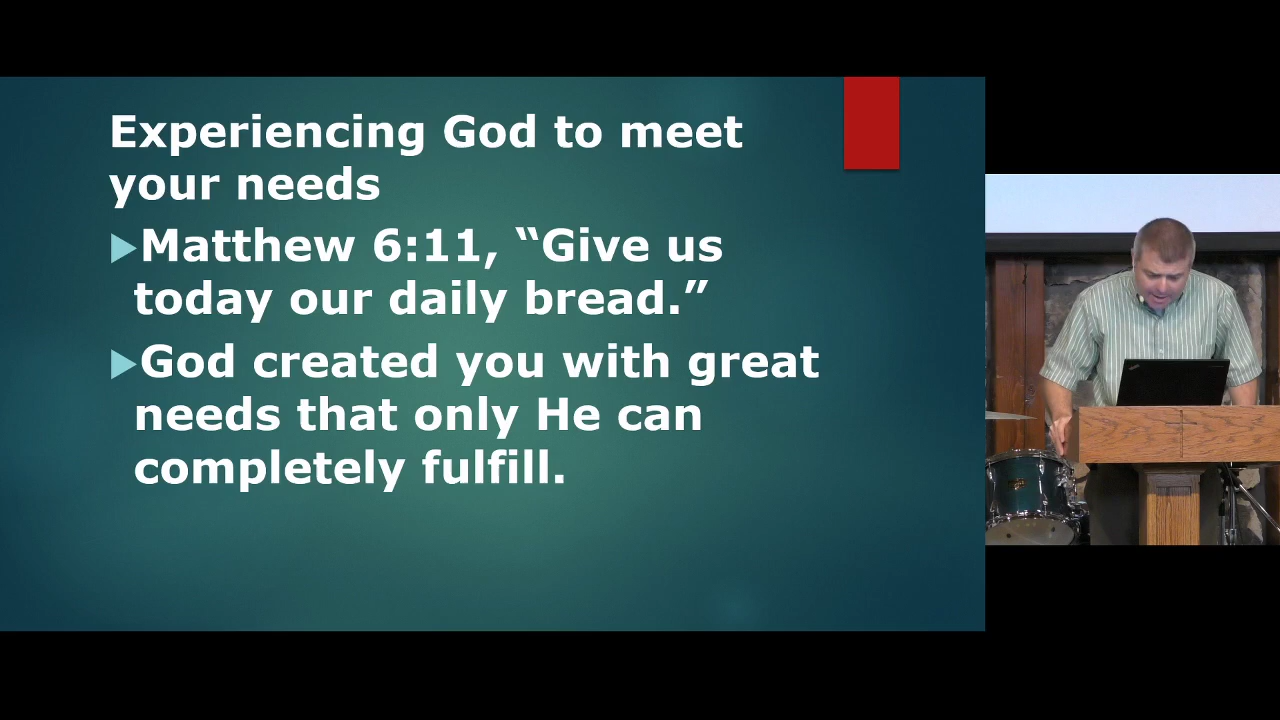 Experiencing God to meet
your needs
Matthew 6:11, “Give us
today our daily bread.”
God created you with great
needs that only He can
completely fulfill.